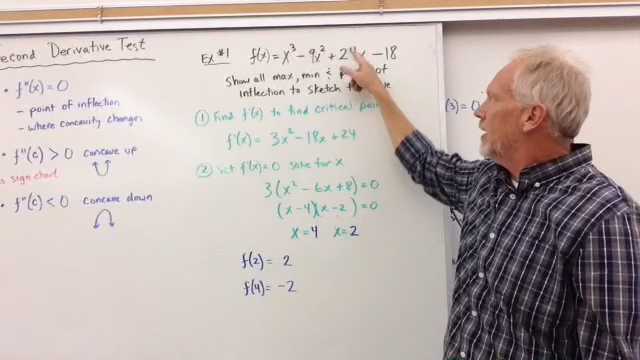 Second Derivative Test
• f"(x) = 0
- point of inflection
- where concavity changes
• f"(c) > 0 concave up
sign chart
• f"(c) < 0 concave down
Ex #1 f(x) = x³ - 9x² + 24x - 18
Show all max, min & of
inflection to sketch
① Find f'(x) to find critical
f'(x) = 3x² - 18x + 24
② Set f'(x) = 0 solve for x
3(x² - 6x + 8) = 0
(x - 4)(x - 2) = 0
x = 4 x = 2
f(2) = 2
f(4) = -2
(3) = 0